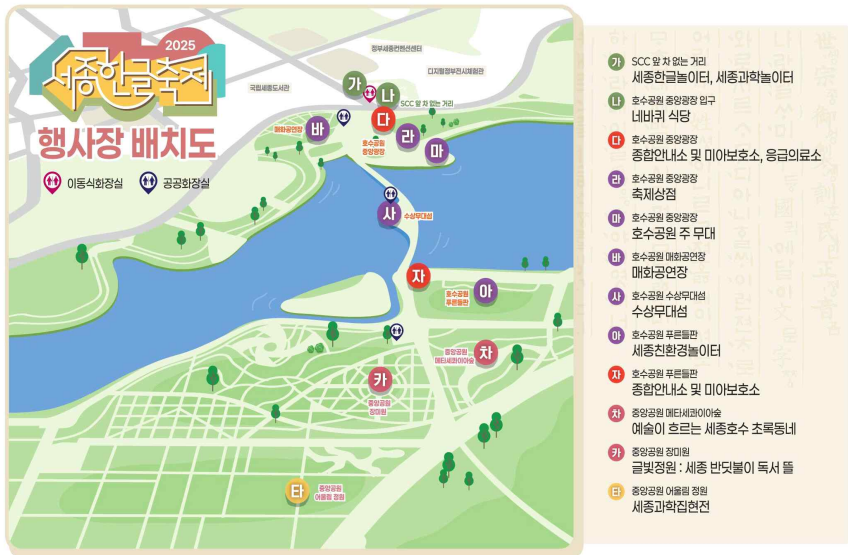 2025
세종한글축제
행사장 배치도
이동식화장실
공공화장실
정부세종컨벤션센터
디지털정부전시체험관
국립세종도서관
가
나
SCC 앞 차 없는 거리
다
호수공원
중앙광장
라
마
매화공연장
바
사
수상무대섬
자
호수공원
푸른들판
아
중앙공원
메타세콰이아숲
차
카
중앙공원
장미원
타
중앙공원
어울림 정원
가 SCC 앞 차 없는 거리
세종한글놀이터, 세종과학놀이터
나 호수공원 중앙광장 입구
네바퀴 식당
다 호수공원 중앙광장
종합안내소 및 미아보호소, 응급의료소
라 호수공원 중앙광장
축제상점
마 호수공원 중앙광장
호수공원 주 무대
바 호수공원 매화공연장
매화공연장
사 호수공원 수상무대섬
수상무대섬
아 호수공원 푸른들판
세종친환경놀이터
자 호수공원 푸른들판
종합안내소 및 미아보호소
차 중앙공원 메타세콰이아숲
예술이 흐르는 세종호수 초록동네
카 중앙공원 장미원
글빛정원 : 세종 반딧불이 독서 뜰
타 중앙공원 어울림 정원
세종과학집현전